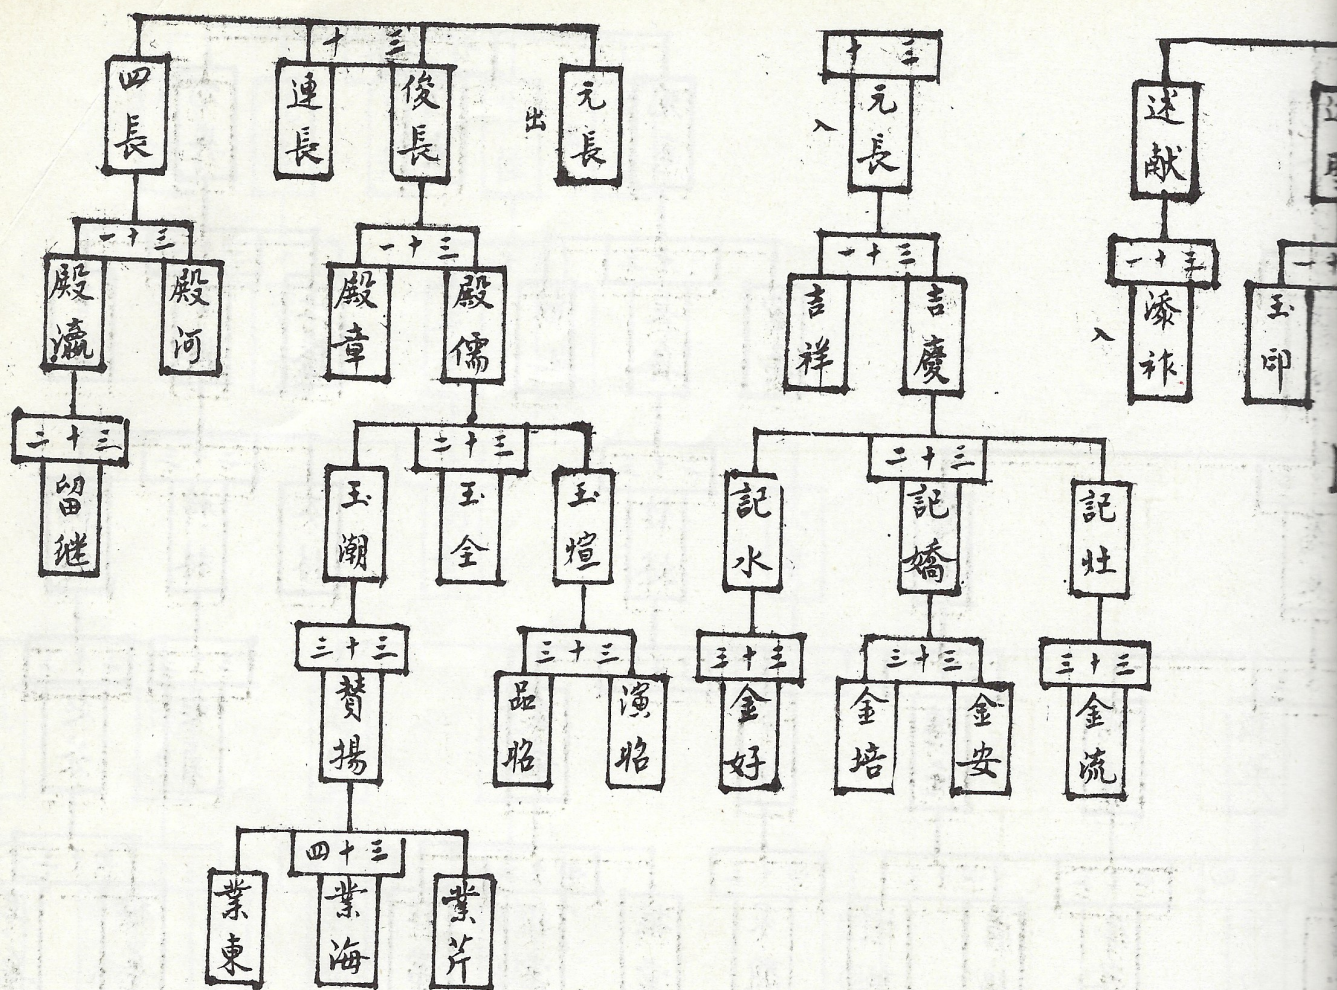 三十
元長
出
俊長
連長
四長
三十
元長
入
述献
三十一
殿儒
殿章
三十一
殿河
殿瀛
三十一
吉慶
吉祥
三十一
添祚
入
玉印
三十二
玉煊
玉全
玉潮
三十二
留継
三十二
記灶
記嬌
記水
三十三
金流
三十三
金安
金培
三十三
金好
三十三
演昭
品昭
三十三
贊揚
三十四
業芹
業海
業東